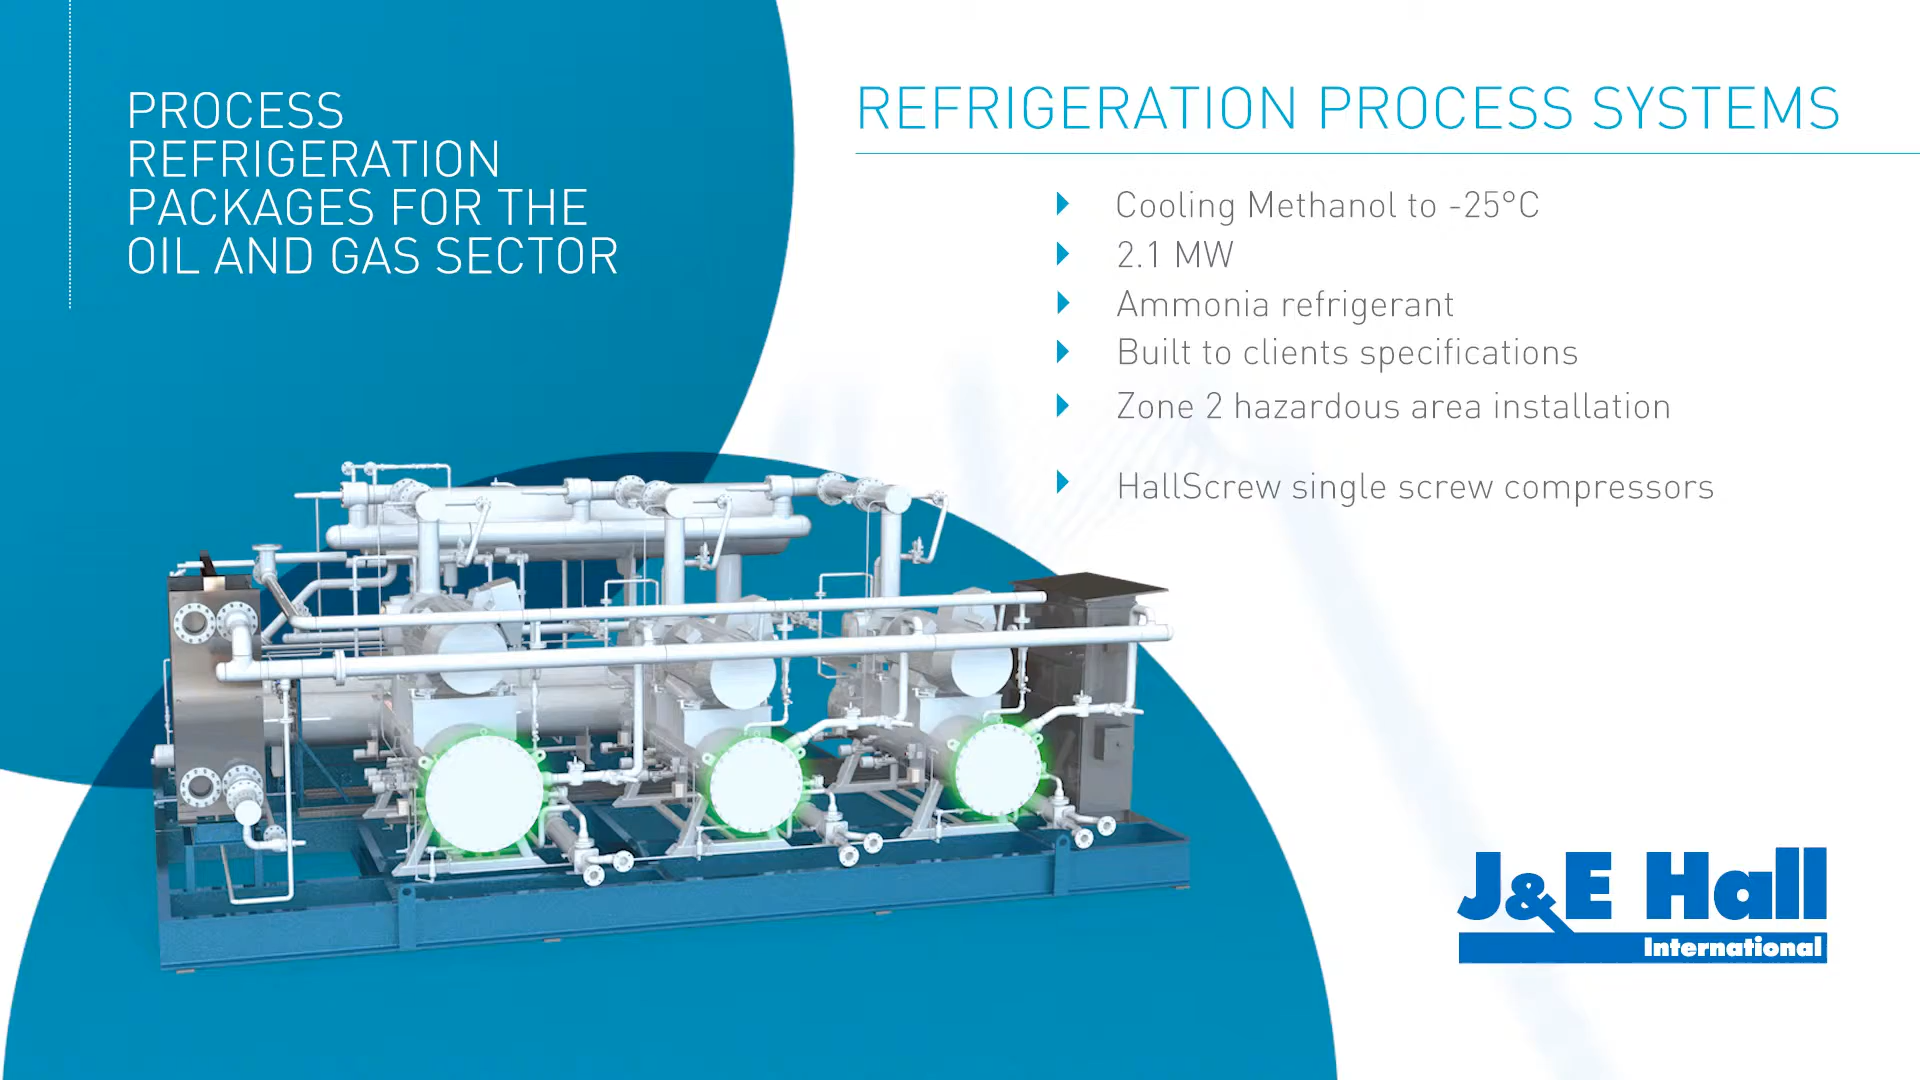 PROCESS
REFRIGERATION
PACKAGES FOR THE
OIL AND GAS SECTOR
REFRIGERATION PROCESS SYSTEMS
Cooling Methanol to -25°C
2.1 MW
Ammonia refrigerant
Built to clients specifications
Zone 2 hazardous area installation
HallScrew single screw compressors
J&E Hall
International